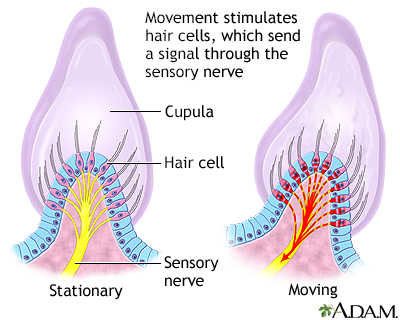 Movement stimulates
hair cells, which send
a signal through the
sensory nerve
Cupula
Hair cell
Sensory
nerve
Stationary
Moving
A.D.A.M.